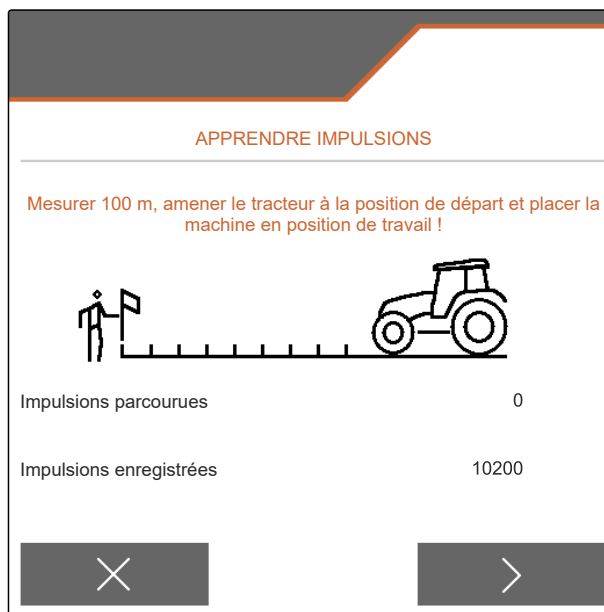 APPRENDRE IMPULSIONS
Mesurer 100 m, amener le tracteur à la position de départ et placer la
machine en position de travail !
Impulsions parcourues 0
Impulsions enregistrées 10200